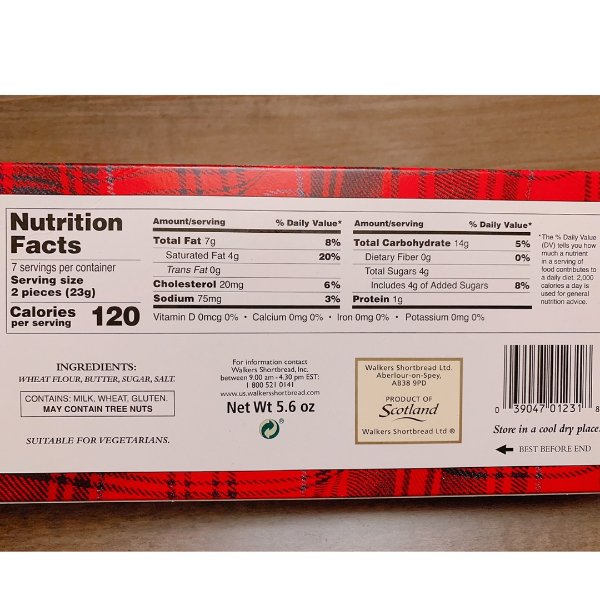 Nutrition
Facts
7 servings per container
Serving size
2 pieces (23g)
Calories
per serving
120
Amount/serving % Daily Value*
Total Fat 7g 8%
Saturated Fat 4g 20%
Trans Fat 0g
Cholesterol 20mg 6%
Sodium 75mg 3%
Amount/serving % Daily Value*
Total Carbohydrate 14g 5%
Dietary Fiber 0g 0%
Total Sugars 4g
Includes 4g of Added Sugars 8%
Protein 1g
Vitamin D 0mcg 0% • Calcium 0mg 0% • Iron 0mg 0% • Potassium 0mg 0%
*The % Daily Value
(DV) tells you how
much a nutrient
in a serving of
food contributes to
a daily diet. 2,000
calories a day is
used for general
nutrition advice.
INGREDIENTS:
WHEAT FLOUR, BUTTER, SUGAR, SALT.
CONTAINS: MILK, WHEAT, GLUTEN.
MAY CONTAIN TREE NUTS
SUITABLE FOR VEGETARIANS.
For information contact
Walkers Shortbread, Inc.
between 9.00 am - 4.30 pm EST:
1 800 521 0141
www.us.walkersshortbread.com
Net Wt 5.6 oz
®
Walkers Shortbread Ltd.
Aberlour-on-Spey,
AB38 9PD
PRODUCT OF
Scotland
Walkers Shortbread Ltd ®
0 39047 01231 8
Store in a cool dry place.
BEST BEFORE END